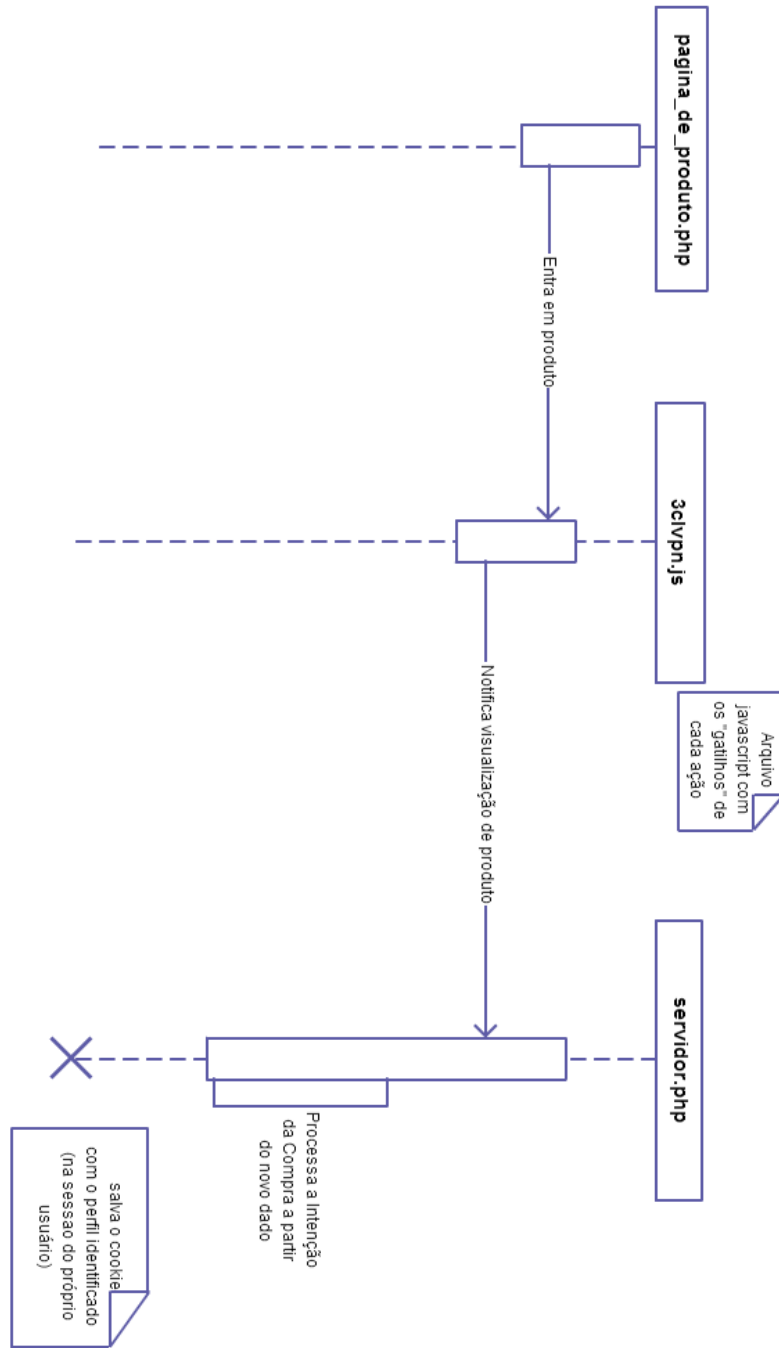 pagina_de_produto.php
3clvpn.js
servidor.php
Arquivo
javascript com
os "gatilhos" de
cada ação
Entra em produto
Notifica visualização de produto
Processa a Intenção
da Compra a partir
do novo dado
salva o cookie
com o perfil identificado
(na sessao do próprio
usuário)